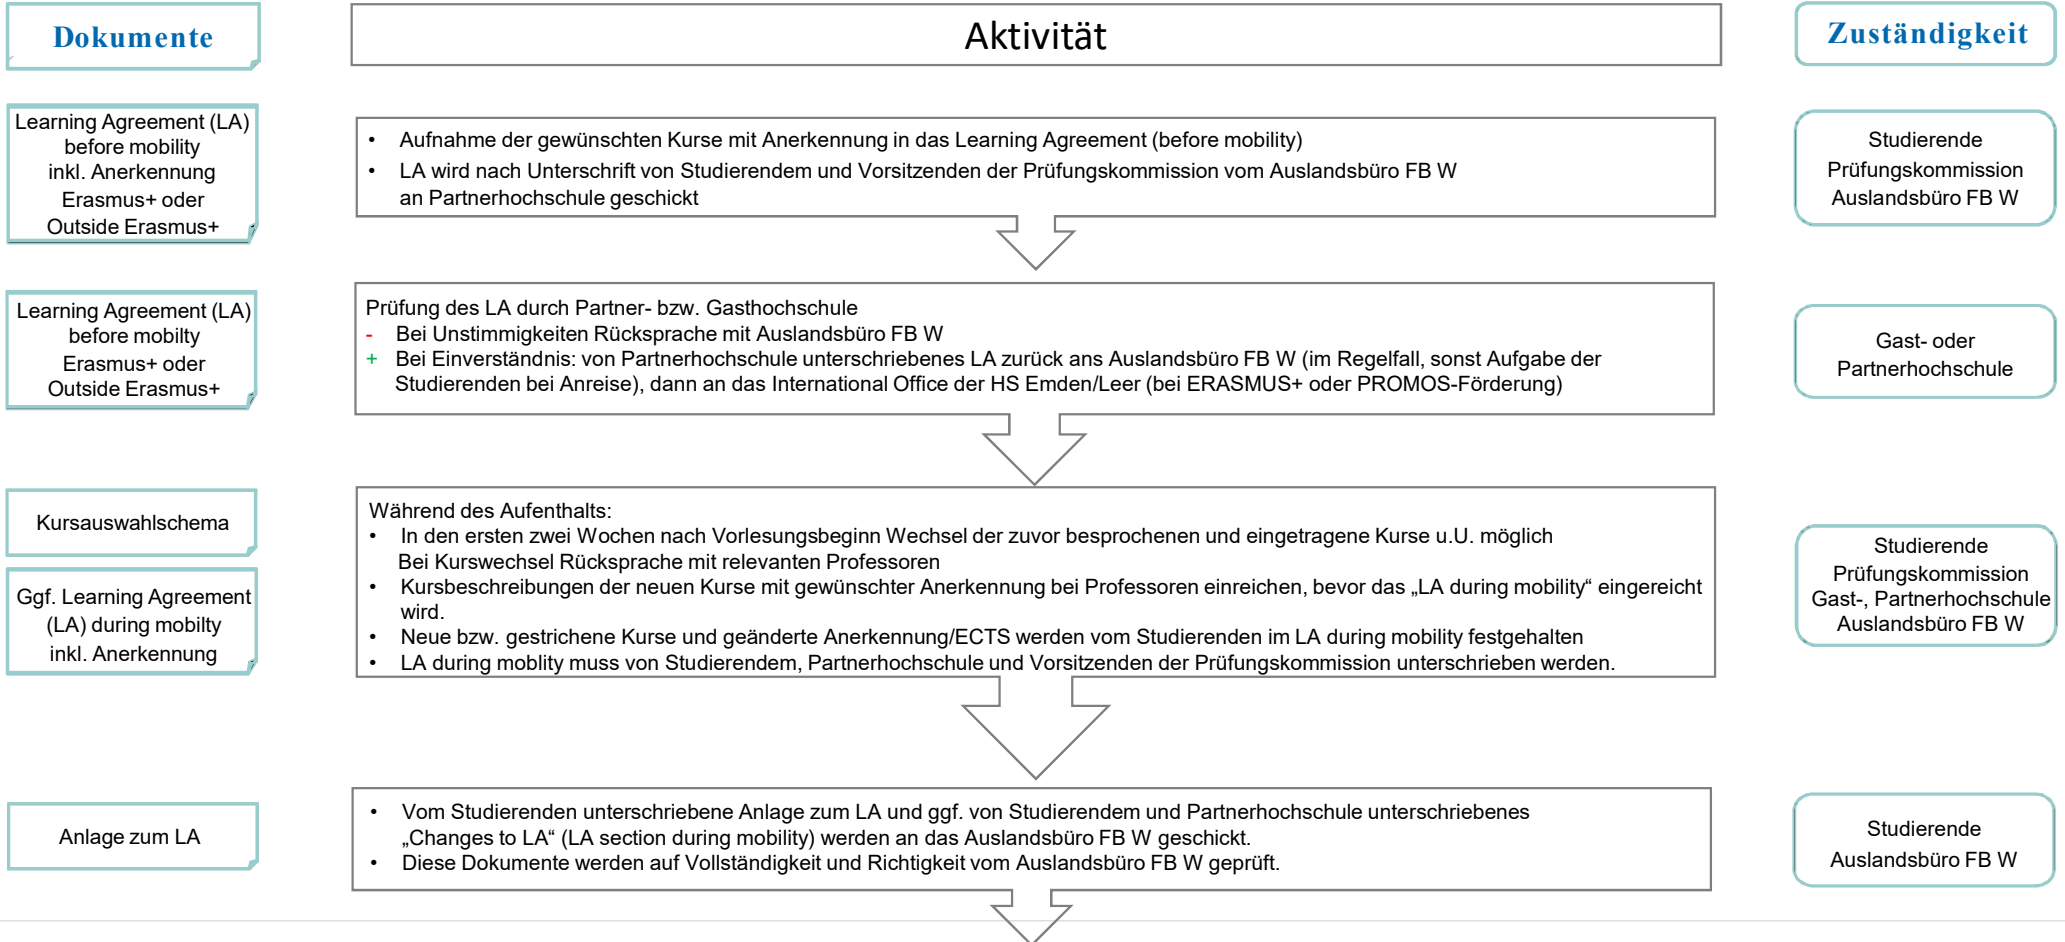 Dokumente
Aktivität
Zuständigkeit
Learning Agreement (LA)
before mobility
inkl. Anerkennung
Erasmus+ oder
Outside Erasmus+
• Aufnahme der gewünschten Kurse mit Anerkennung in das Learning Agreement (before mobility)
• LA wird nach Unterschrift von Studierendem und Vorsitzenden der Prüfungskommission vom Auslandsbüro FB W
an Partnerhochschule geschickt
Studierende
Prüfungskommission
Auslandsbüro FB W
Learning Agreement (LA)
before mobilty
Erasmus+ oder
Outside Erasmus+
Prüfung des LA durch Partner- bzw. Gasthochschule
- Bei Unstimmigkeiten Rücksprache mit Auslandsbüro FB W
+ Bei Einverständnis: von Partnerhochschule unterschriebenes LA zurück ans Auslandsbüro FB W (im Regelfall, sonst Aufgabe der
Studierenden bei Anreise), dann an das International Office der HS Emden/Leer (bei ERASMUS+ oder PROMOS-Förderung)
Gast- oder
Partnerhochschule
Kursauswahlschema
Ggf. Learning Agreement
(LA) during mobilty
inkl. Anerkennung
Während des Aufenthalts:
• In den ersten zwei Wochen nach Vorlesungsbeginn Wechsel der zuvor besprochenen und eingetragene Kurse u.U. möglich
Bei Kurswechsel Rücksprache mit relevanten Professoren
• Kursbeschreibungen der neuen Kurse mit gewünschter Anerkennung bei Professoren einreichen, bevor das „LA during mobility“ eingereicht
wird.
• Neue bzw. gestrichene Kurse und geänderte Anerkennung/ECTS werden vom Studierenden im LA during mobility festgehalten
• LA during moblity muss von Studierendem, Partnerhochschule und Vorsitzenden der Prüfungskommission unterschrieben werden.
Studierende
Prüfungskommission
Gast-, Partnerhochschule
Auslandsbüro FB W
Anlage zum LA
• Vom Studierenden unterschriebene Anlage zum LA und ggf. von Studierendem und Partnerhochschule unterschriebenes
„Changes to LA“ (LA section during mobility) werden an das Auslandsbüro FB W geschickt.
• Diese Dokumente werden auf Vollständigkeit und Richtigkeit vom Auslandsbüro FB W geprüft.
Studierende
Auslandsbüro FB W